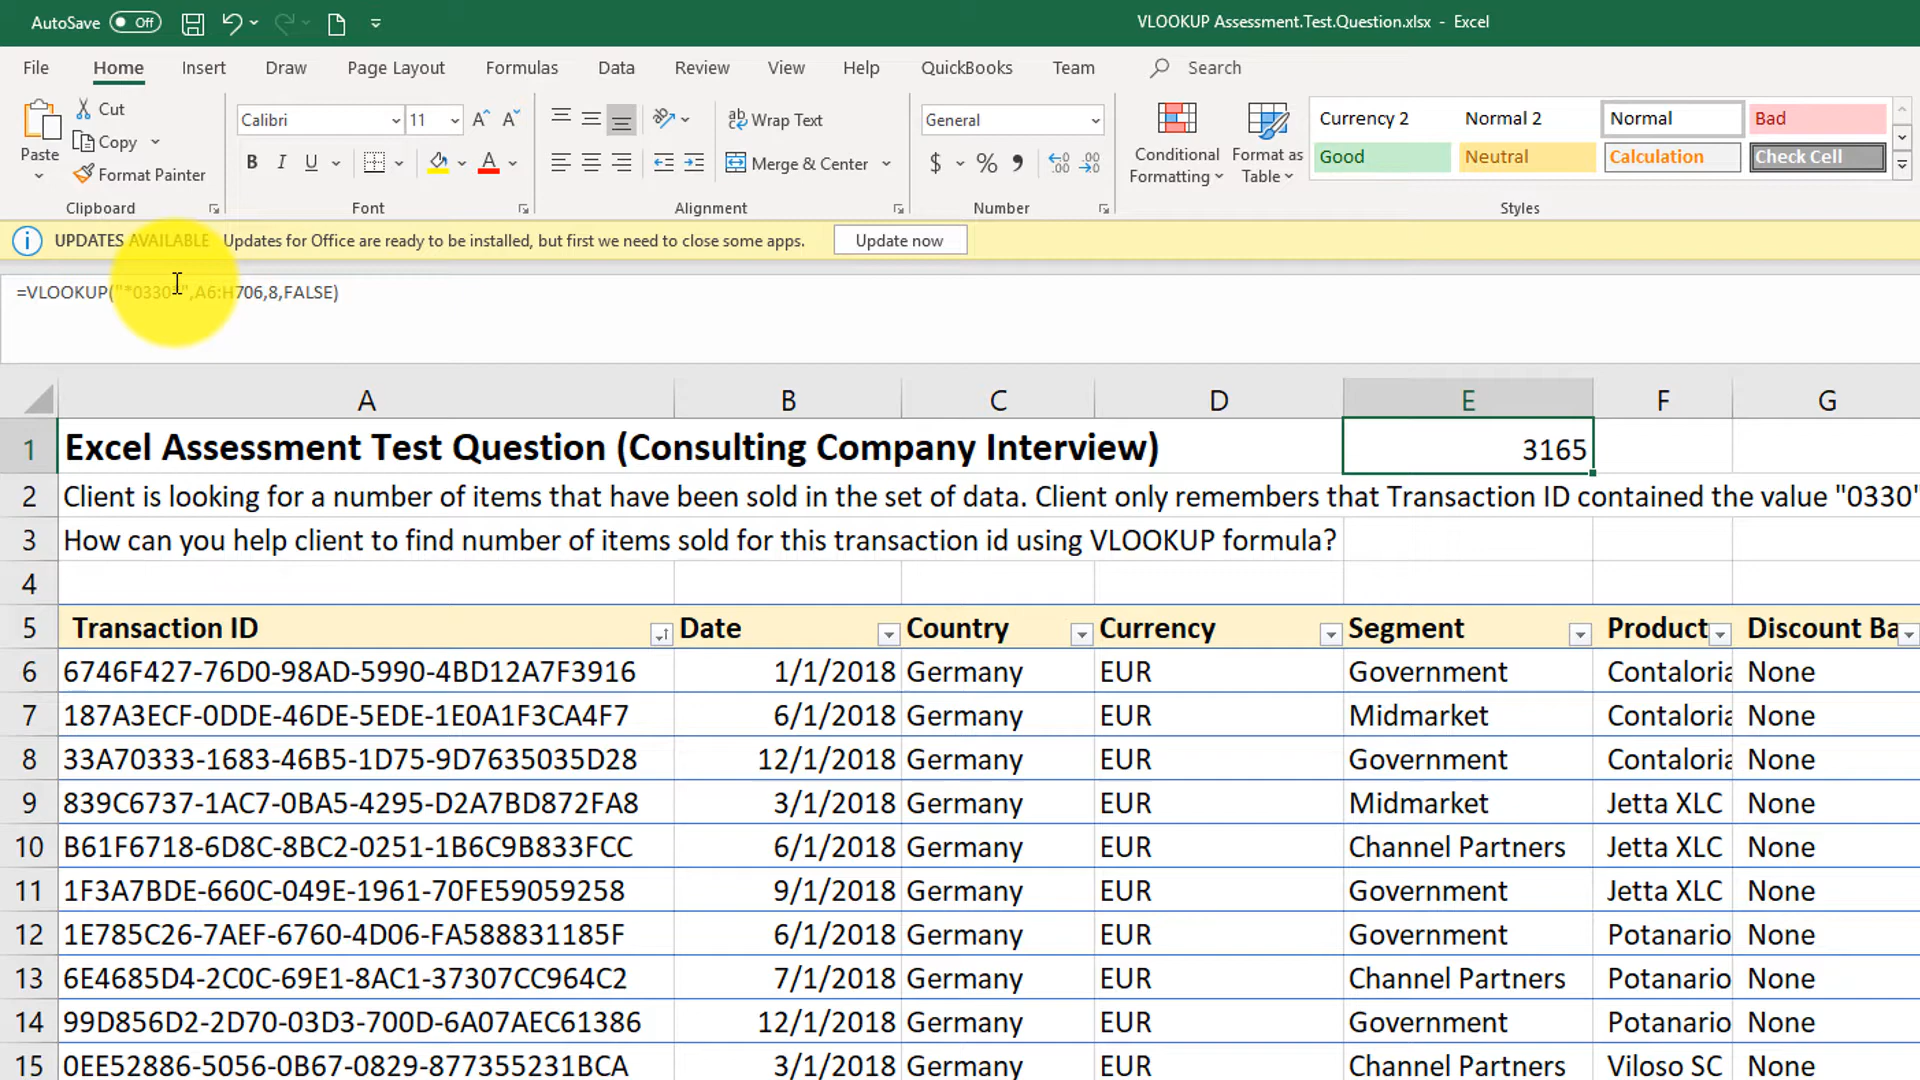 AutoSave Off VLOOKUP Assessment.Test.Question.xlsx - Excel
File Home Insert Draw Page Layout Formulas Data Review View Help QuickBooks Team Search
Paste
Cut
Copy
Format Painter
Clipboard
Calibri 11
B I U
Font
Wrap Text
Merge & Center
Alignment
General
$ % ,
Number
Conditional Formatting
Format as Table
Currency 2 Normal 2 Normal Bad
Good Neutral Calculation Check Cell
Styles
UPDATES AVAILABLE Updates for Office are ready to be installed, but first we need to close some apps. Update now
=VLOOKUP("*0330*",A6:H706,8,FALSE)
A B C D E F G
1 Excel Assessment Test Question (Consulting Company Interview) 3165
2 Client is looking for a number of items that have been sold in the set of data. Client only remembers that Transaction ID contained the value "0330"
3 How can you help client to find number of items sold for this transaction id using VLOOKUP formula?
4
5 Transaction ID Date Country Currency Segment Product Discount Ba
6 6746F427-76D0-98AD-5990-4BD12A7F3916 1/1/2018 Germany EUR Government Contaloria None
7 187A3ECF-0DDE-46DE-5EDE-1E0A1F3CA4F7 6/1/2018 Germany EUR Midmarket Contaloria None
8 33A70333-1683-46B5-1D75-9D7635035D28 12/1/2018 Germany EUR Government Contaloria None
9 839C6737-1AC7-0BA5-4295-D2A7BD872FA8 3/1/2018 Germany EUR Midmarket Jetta XLC None
10 B61F6718-6D8C-8BC2-0251-1B6C9B833FCC 6/1/2018 Germany EUR Channel Partners Jetta XLC None
11 1F3A7BDE-660C-049E-1961-70FE59059258 9/1/2018 Germany EUR Government Jetta XLC None
12 1E785C26-7AEF-6760-4D06-FA588831185F 6/1/2018 Germany EUR Government Potanario None
13 6E4685D4-2C0C-69E1-8AC1-37307CC964C2 7/1/2018 Germany EUR Channel Partners Potanario None
14 99D856D2-2D70-03D3-700D-6A07AEC61386 12/1/2018 Germany EUR Government Potanario None
15 0EE52886-5056-0B67-0829-877355231BCA 3/1/2018 Germany EUR Channel Partners Viloso SC None